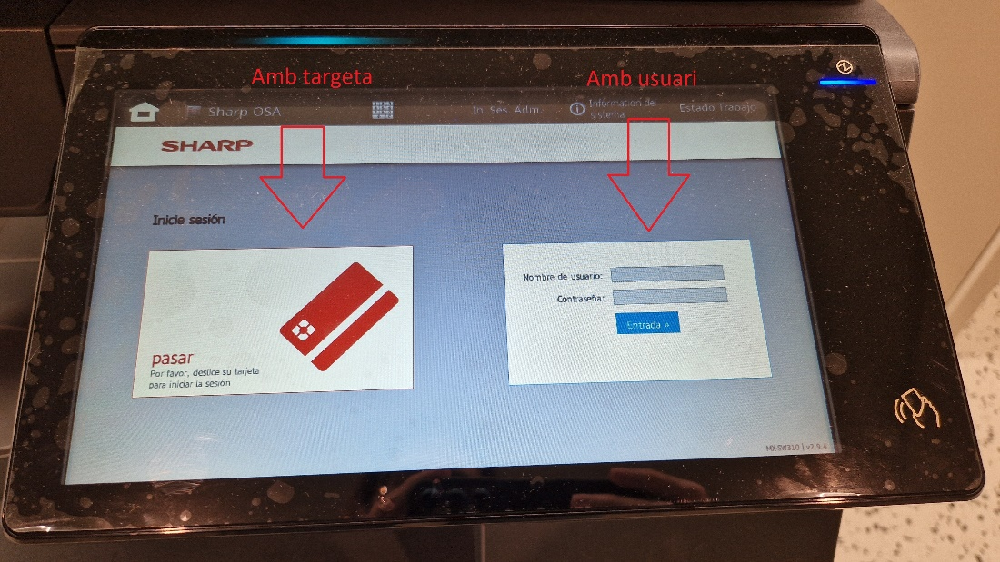 Amb targeta
Amb usuari
Sharp OSA
In. Ses. Adm.
Información del
sistema
Estado Trabajo
SHARP
Inicie sesión
pasar
Por favor, deslice su tarjeta
para iniciar la sesión
Nombre de usuario:
Contraseña:
Entrada »
MX-SW310 | v2.9.4